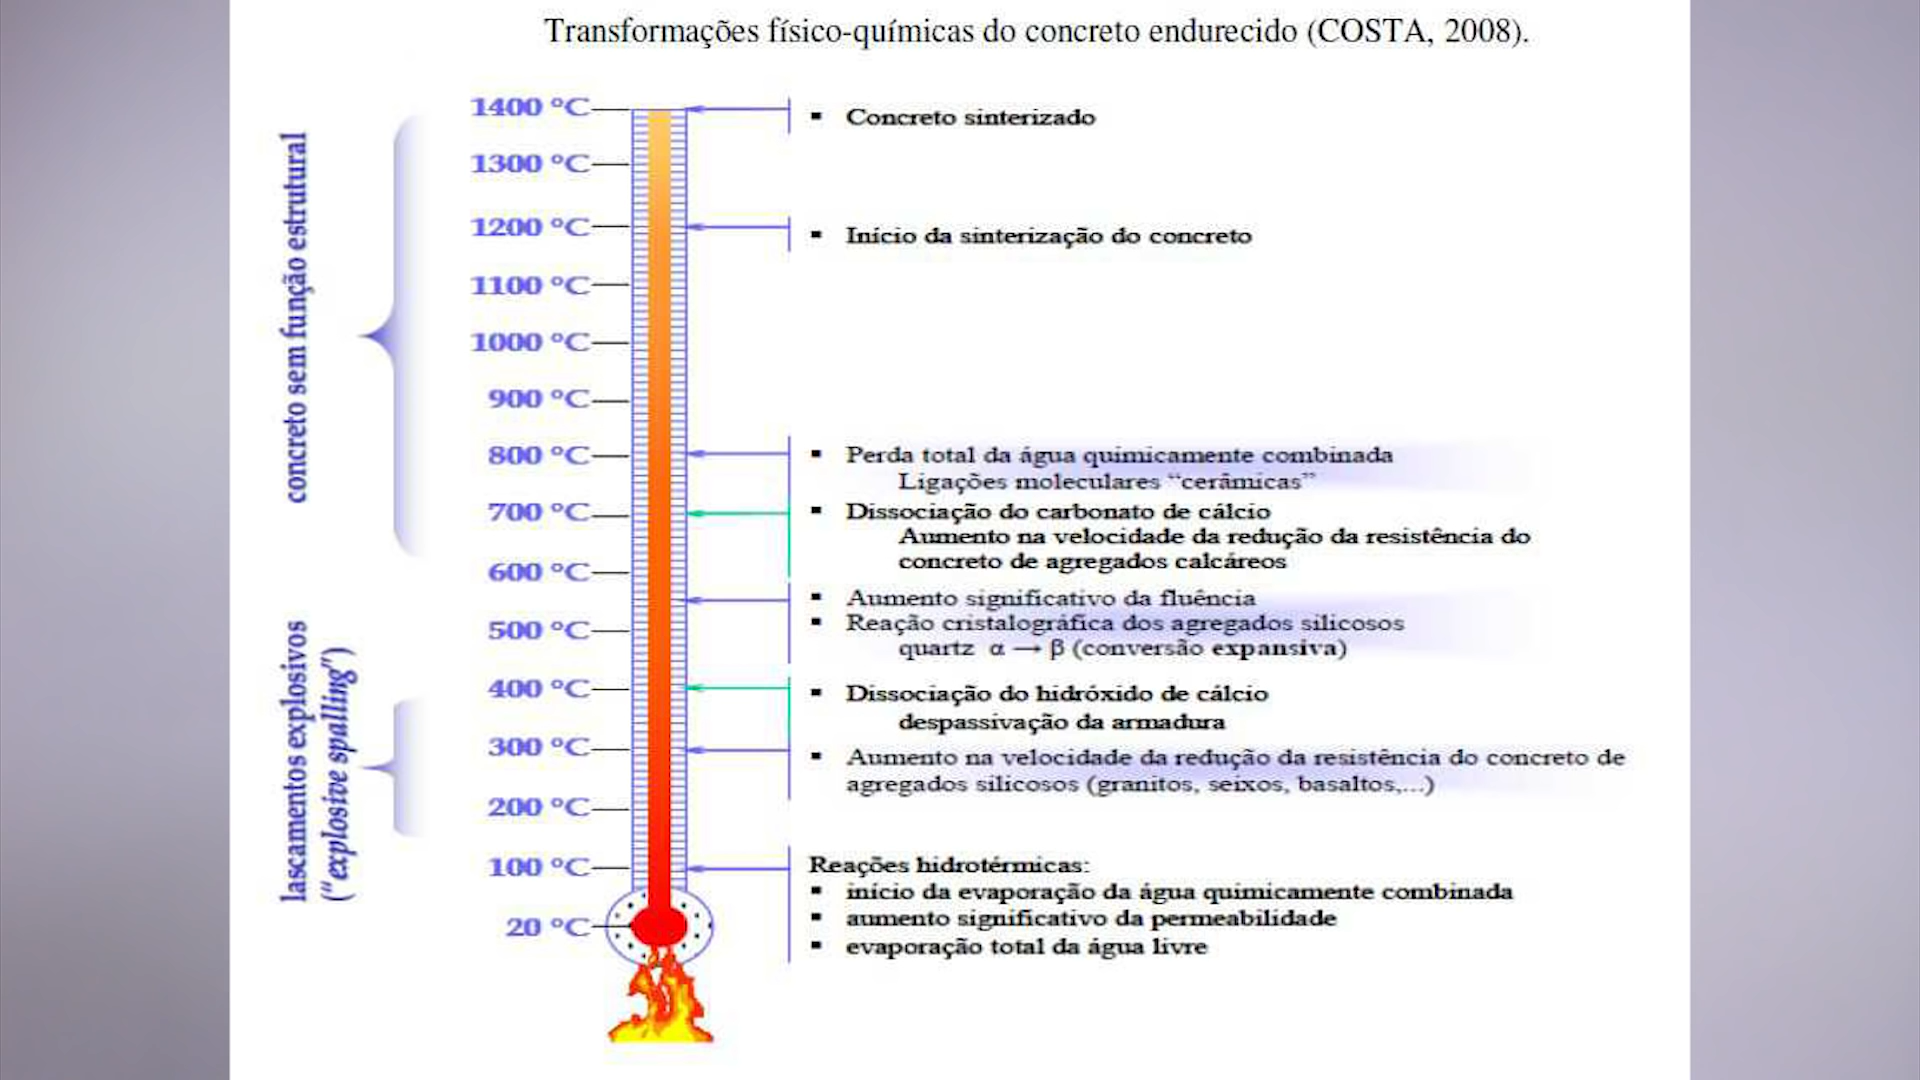 Transformações físico-químicas do concreto endurecido (COSTA, 2008).
concreto sem função estrutural
lascamentos explosivos
("explosive spalling")
1400 °C
1300 °C
1200 °C
1100 °C
1000 °C
900 °C
800 °C
700 °C
600 °C
500 °C
400 °C
300 °C
200 °C
100 °C
20 °C
▪ Concreto sinterizado
▪ Início da sinterização do concreto
▪ Perda total da água quimicamente combinada
Ligações moleculares “cerâmicas”
▪ Dissociação do carbonato de cálcio
Aumento na velocidade da redução da resistência do
concreto de agregados calcáreos
▪ Aumento significativo da fluência
▪ Reação cristalográfica dos agregados silicosos
quartz α → β (conversão expansiva)
▪ Dissociação do hidróxido de cálcio
despassivação da armadura
▪ Aumento na velocidade da redução da resistência do concreto de
agregados silicosos (granitos, seixos, basaltos,...)
Reações hidrotérmicas:
▪ início da evaporação da água quimicamente combinada
▪ aumento significativo da permeabilidade
▪ evaporação total da água livre